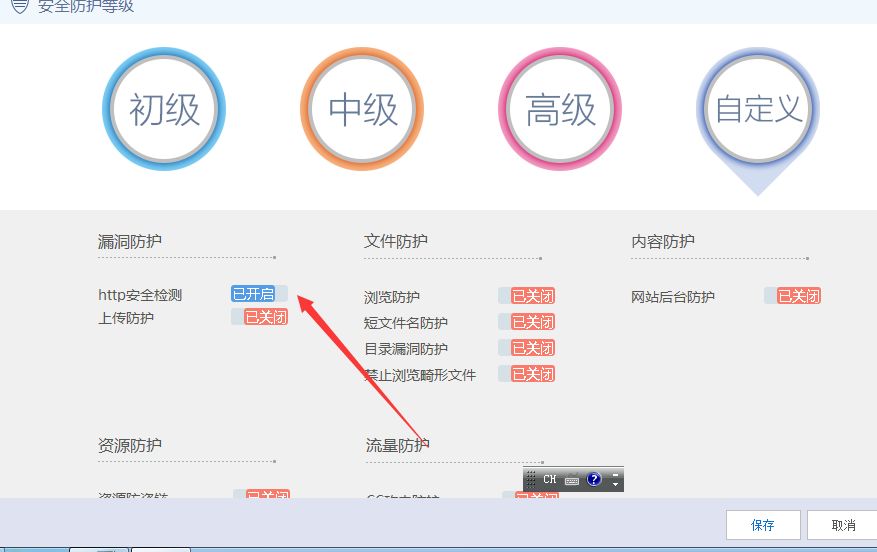 安全防护等级
初级
中级
高级
自定义
漏洞防护
文件防护
内容防护
http安全检测 已开启
浏览防护 已关闭
网站后台防护 已关闭
上传防护 已关闭
短文件名防护 已关闭
目录漏洞防护 已关闭
禁止浏览畸形文件 已关闭
资源防护
流量防护
CH
资源防盗链 已关闭
CC攻击防护 已关闭
保存
取消